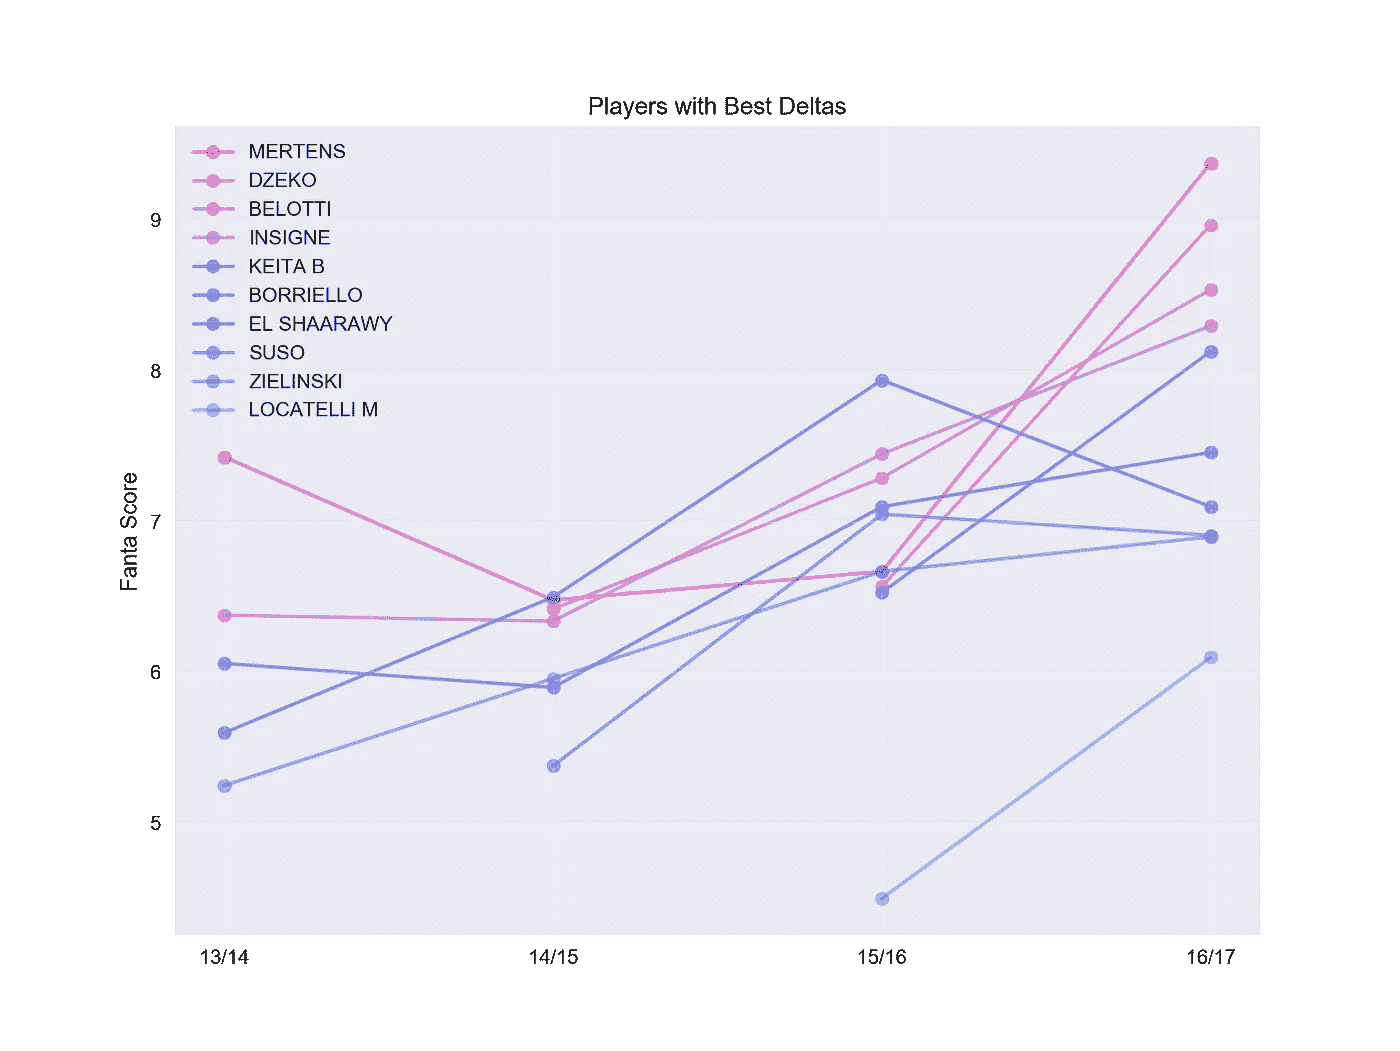 Players with Best Deltas
MERTENS
DZEKO
BELOTTI
INSIGNE
KEITA B
BORRIELLO
EL SHAARAWY
SUSO
ZIELINSKI
LOCATELLI M
Fanta Score
9
8
7
6
5
13/14 14/15 15/16 16/17